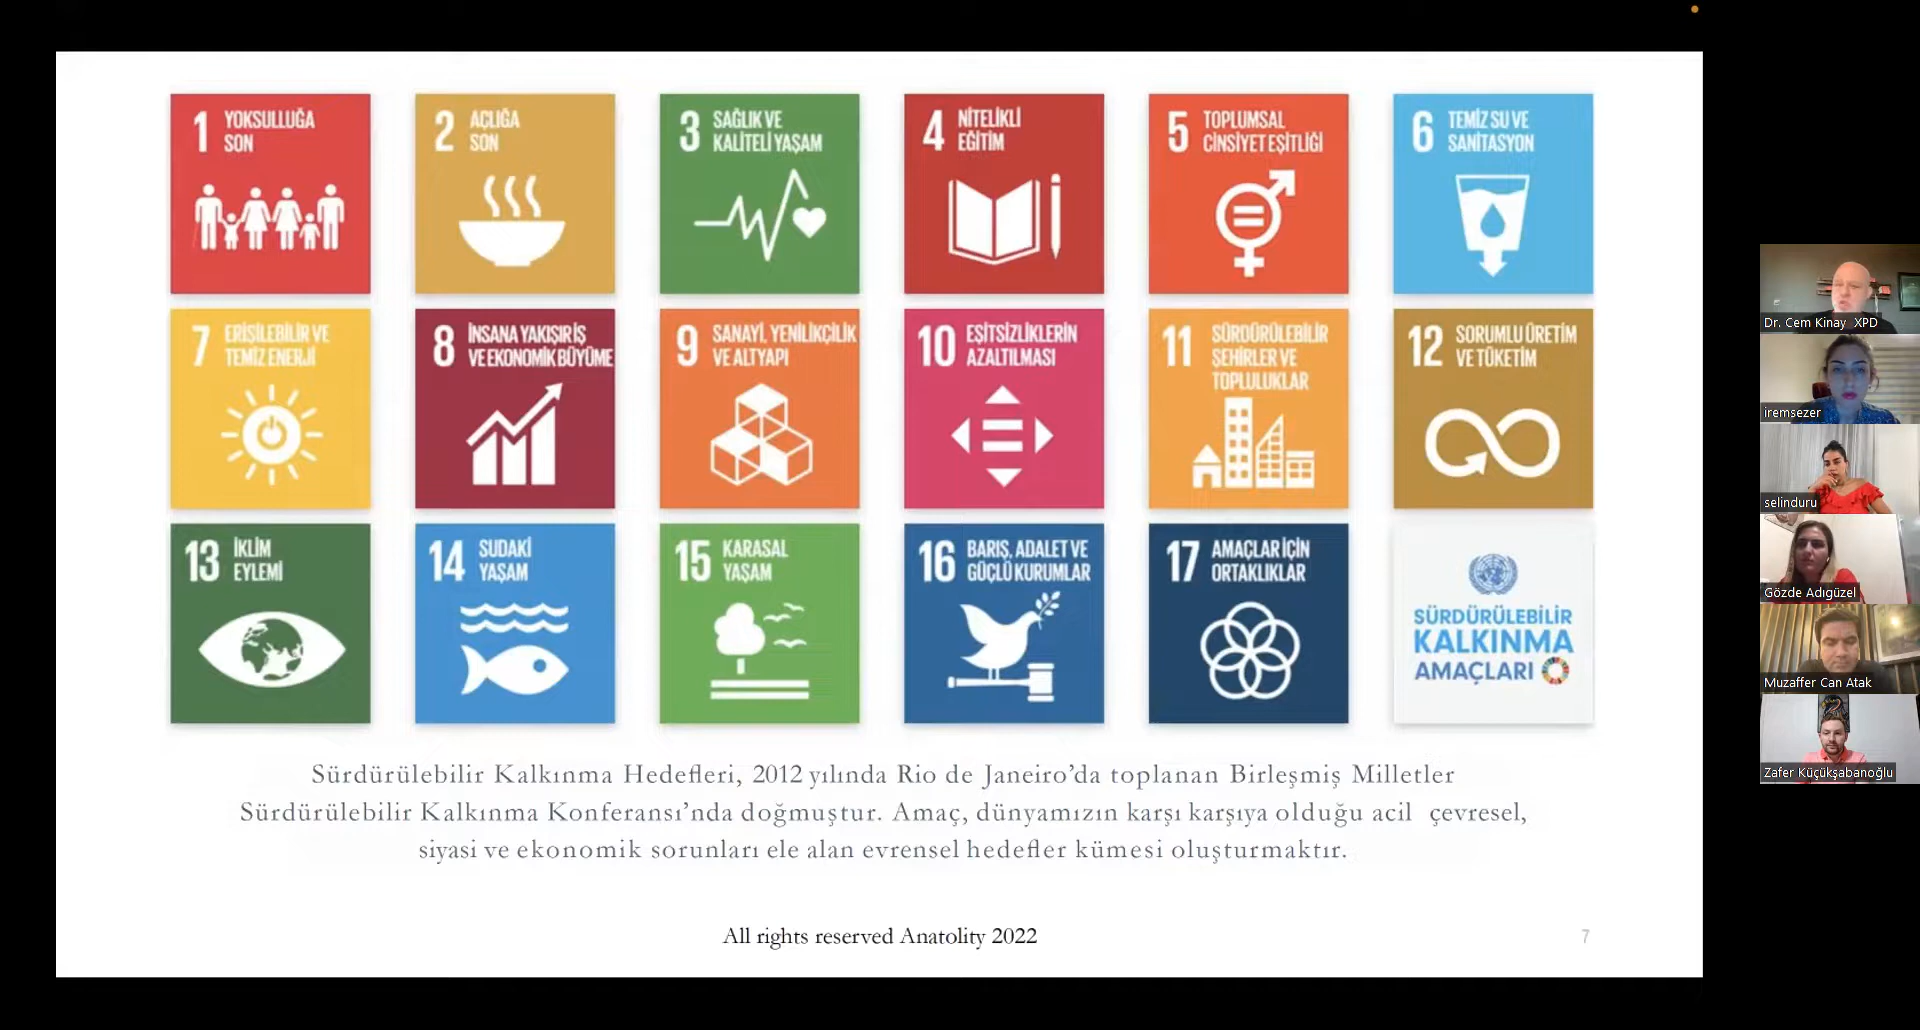 1 YOKSULLUĞA
SON
2 AÇLIĞA
SON
3 SAĞLIK VE
KALİTELİ YAŞAM
4 NİTELİKLİ
EĞİTİM
5 TOPLUMSAL
CİNSİYET EŞİTLİĞİ
6 TEMİZ SU VE
SANİTASYON
7 ERİŞİLEBİLİR VE
TEMİZ ENERJİ
8 İNSANA YAKIŞIR İŞ
VE EKONOMİK BÜYÜME
9 SANAYİ, YENİLİKÇİLİK
VE ALTYAPI
10 EŞİTSİZLİKLERİN
AZALTILMASI
11 SÜRDÜRÜLEBİLİR
ŞEHİRLER VE
TOPLULUKLAR
12 SORUMLU ÜRETİM
VE TÜKETİM
13 İKLİM
EYLEMİ
14 SUDAKİ
YAŞAM
15 KARASAL
YAŞAM
16 BARIŞ, ADALET VE
GÜÇLÜ KURUMLAR
17 AMAÇLAR İÇİN
ORTAKLIKLAR
SÜRDÜRÜLEBİLİR
KALKINMA
AMAÇLARI
Sürdürülebilir Kalkınma Hedefleri, 2012 yılında Rio de Janeiro’da toplanan Birleşmiş Milletler
Sürdürülebilir Kalkınma Konferansı’nda doğmuştur. Amaç, dünyamızın karşı karşıya olduğu acil çevresel,
siyasi ve ekonomik sorunları ele alan evrensel hedefler kümesi oluşturmaktır.
All rights reserved Anatolity 2022
7
Dr. Cem Kinay XPD
iremsezer
selinduru
Gözde Adıgüzel
Muzaffer Can Atak
Zafer Küçükşabanoğlu